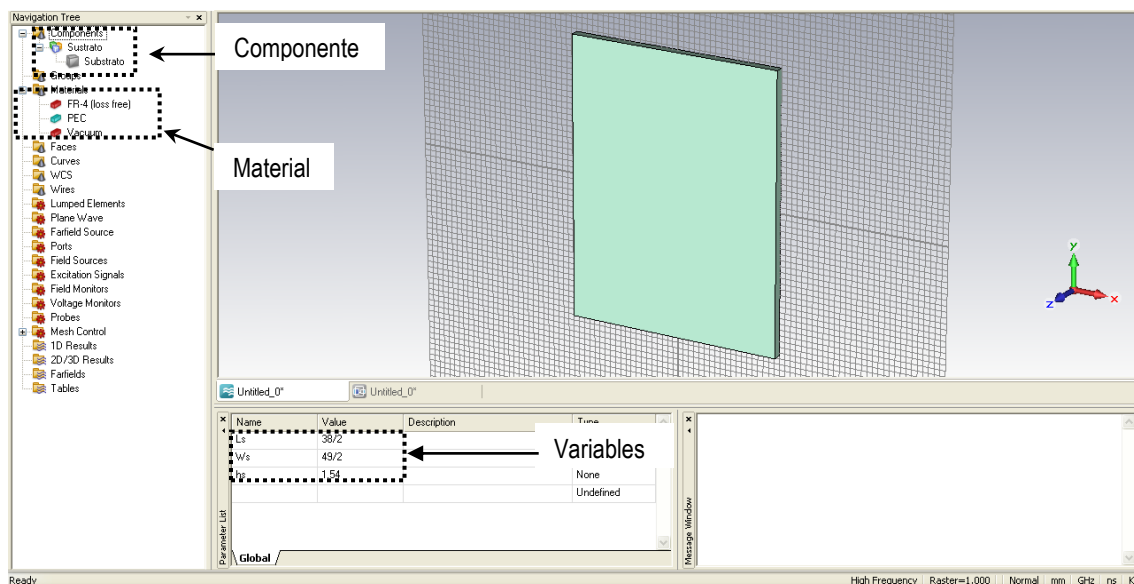 Navigation Tree
Components
Sustrato
Substrato
Groups
Materials
FR-4 (loss free)
PEC
Vacuum
Faces
Curves
WCS
Wires
Lumped Elements
Plane Wave
Farfield Source
Ports
Field Sources
Excitation Signals
Field Monitors
Voltage Monitors
Probes
Mesh Control
1D Results
2D/3D Results
Farfields
Tables
Componente
Material
y
x
z
Untitled_0*
Untitled_0*
Name Value Description Type
Ls 38/2
Ws 49/2
hs 1.54 None
Undefined
Variables
Parameter List
Global
Message Window
Ready
High Frequency Raster=1.000 Normal mm GHz ns